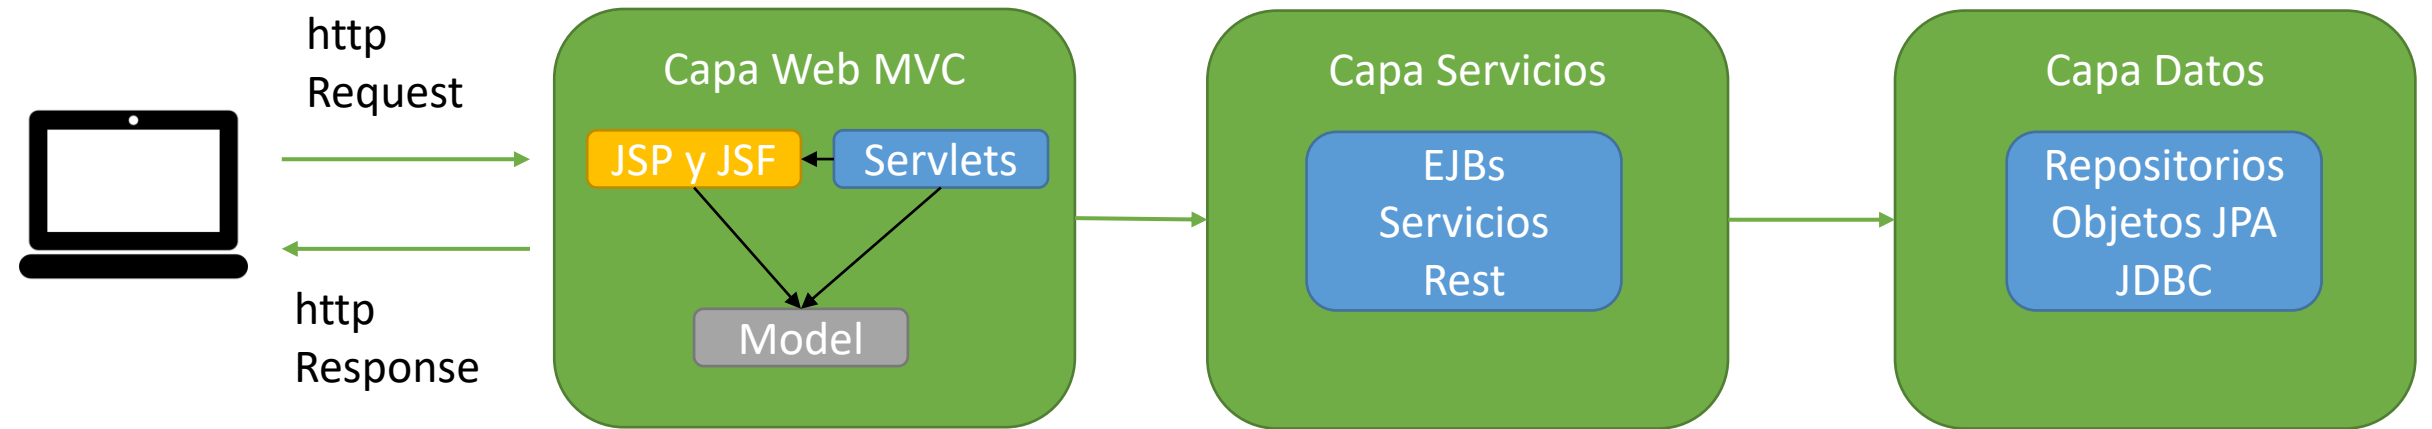 http
Request
http
Response
Capa Web MVC
JSP y JSF
Servlets
Model
Capa Servicios
EJBs
Servicios
Rest
Capa Datos
Repositorios
Objetos JPA
JDBC